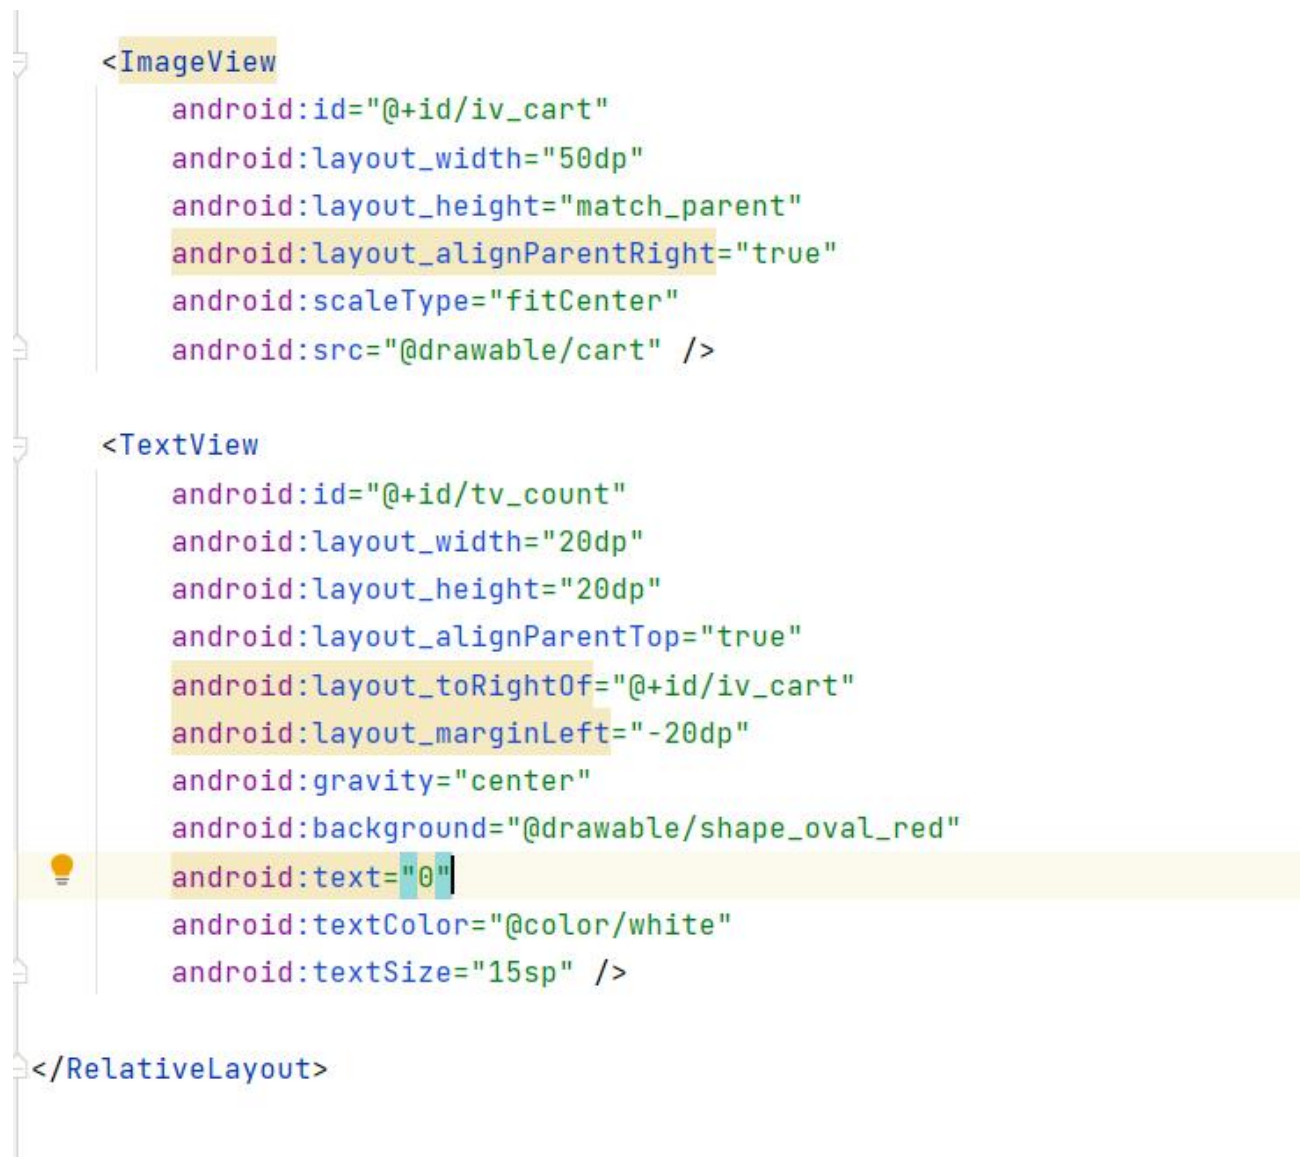 <ImageView
android:id="@+id/iv_cart"
android:layout_width="50dp"
android:layout_height="match_parent"
android:layout_alignParentRight="true"
android:scaleType="fitCenter"
android:src="@drawable/cart" />
<TextView
android:id="@+id/tv_count"
android:layout_width="20dp"
android:layout_height="20dp"
android:layout_alignParentTop="true"
android:layout_toRightOf="@+id/iv_cart"
android:layout_marginLeft="-20dp"
android:gravity="center"
android:background="@drawable/shape_oval_red"
android:text="0"
android:textColor="@color/white"
android:textSize="15sp" />
</RelativeLayout>